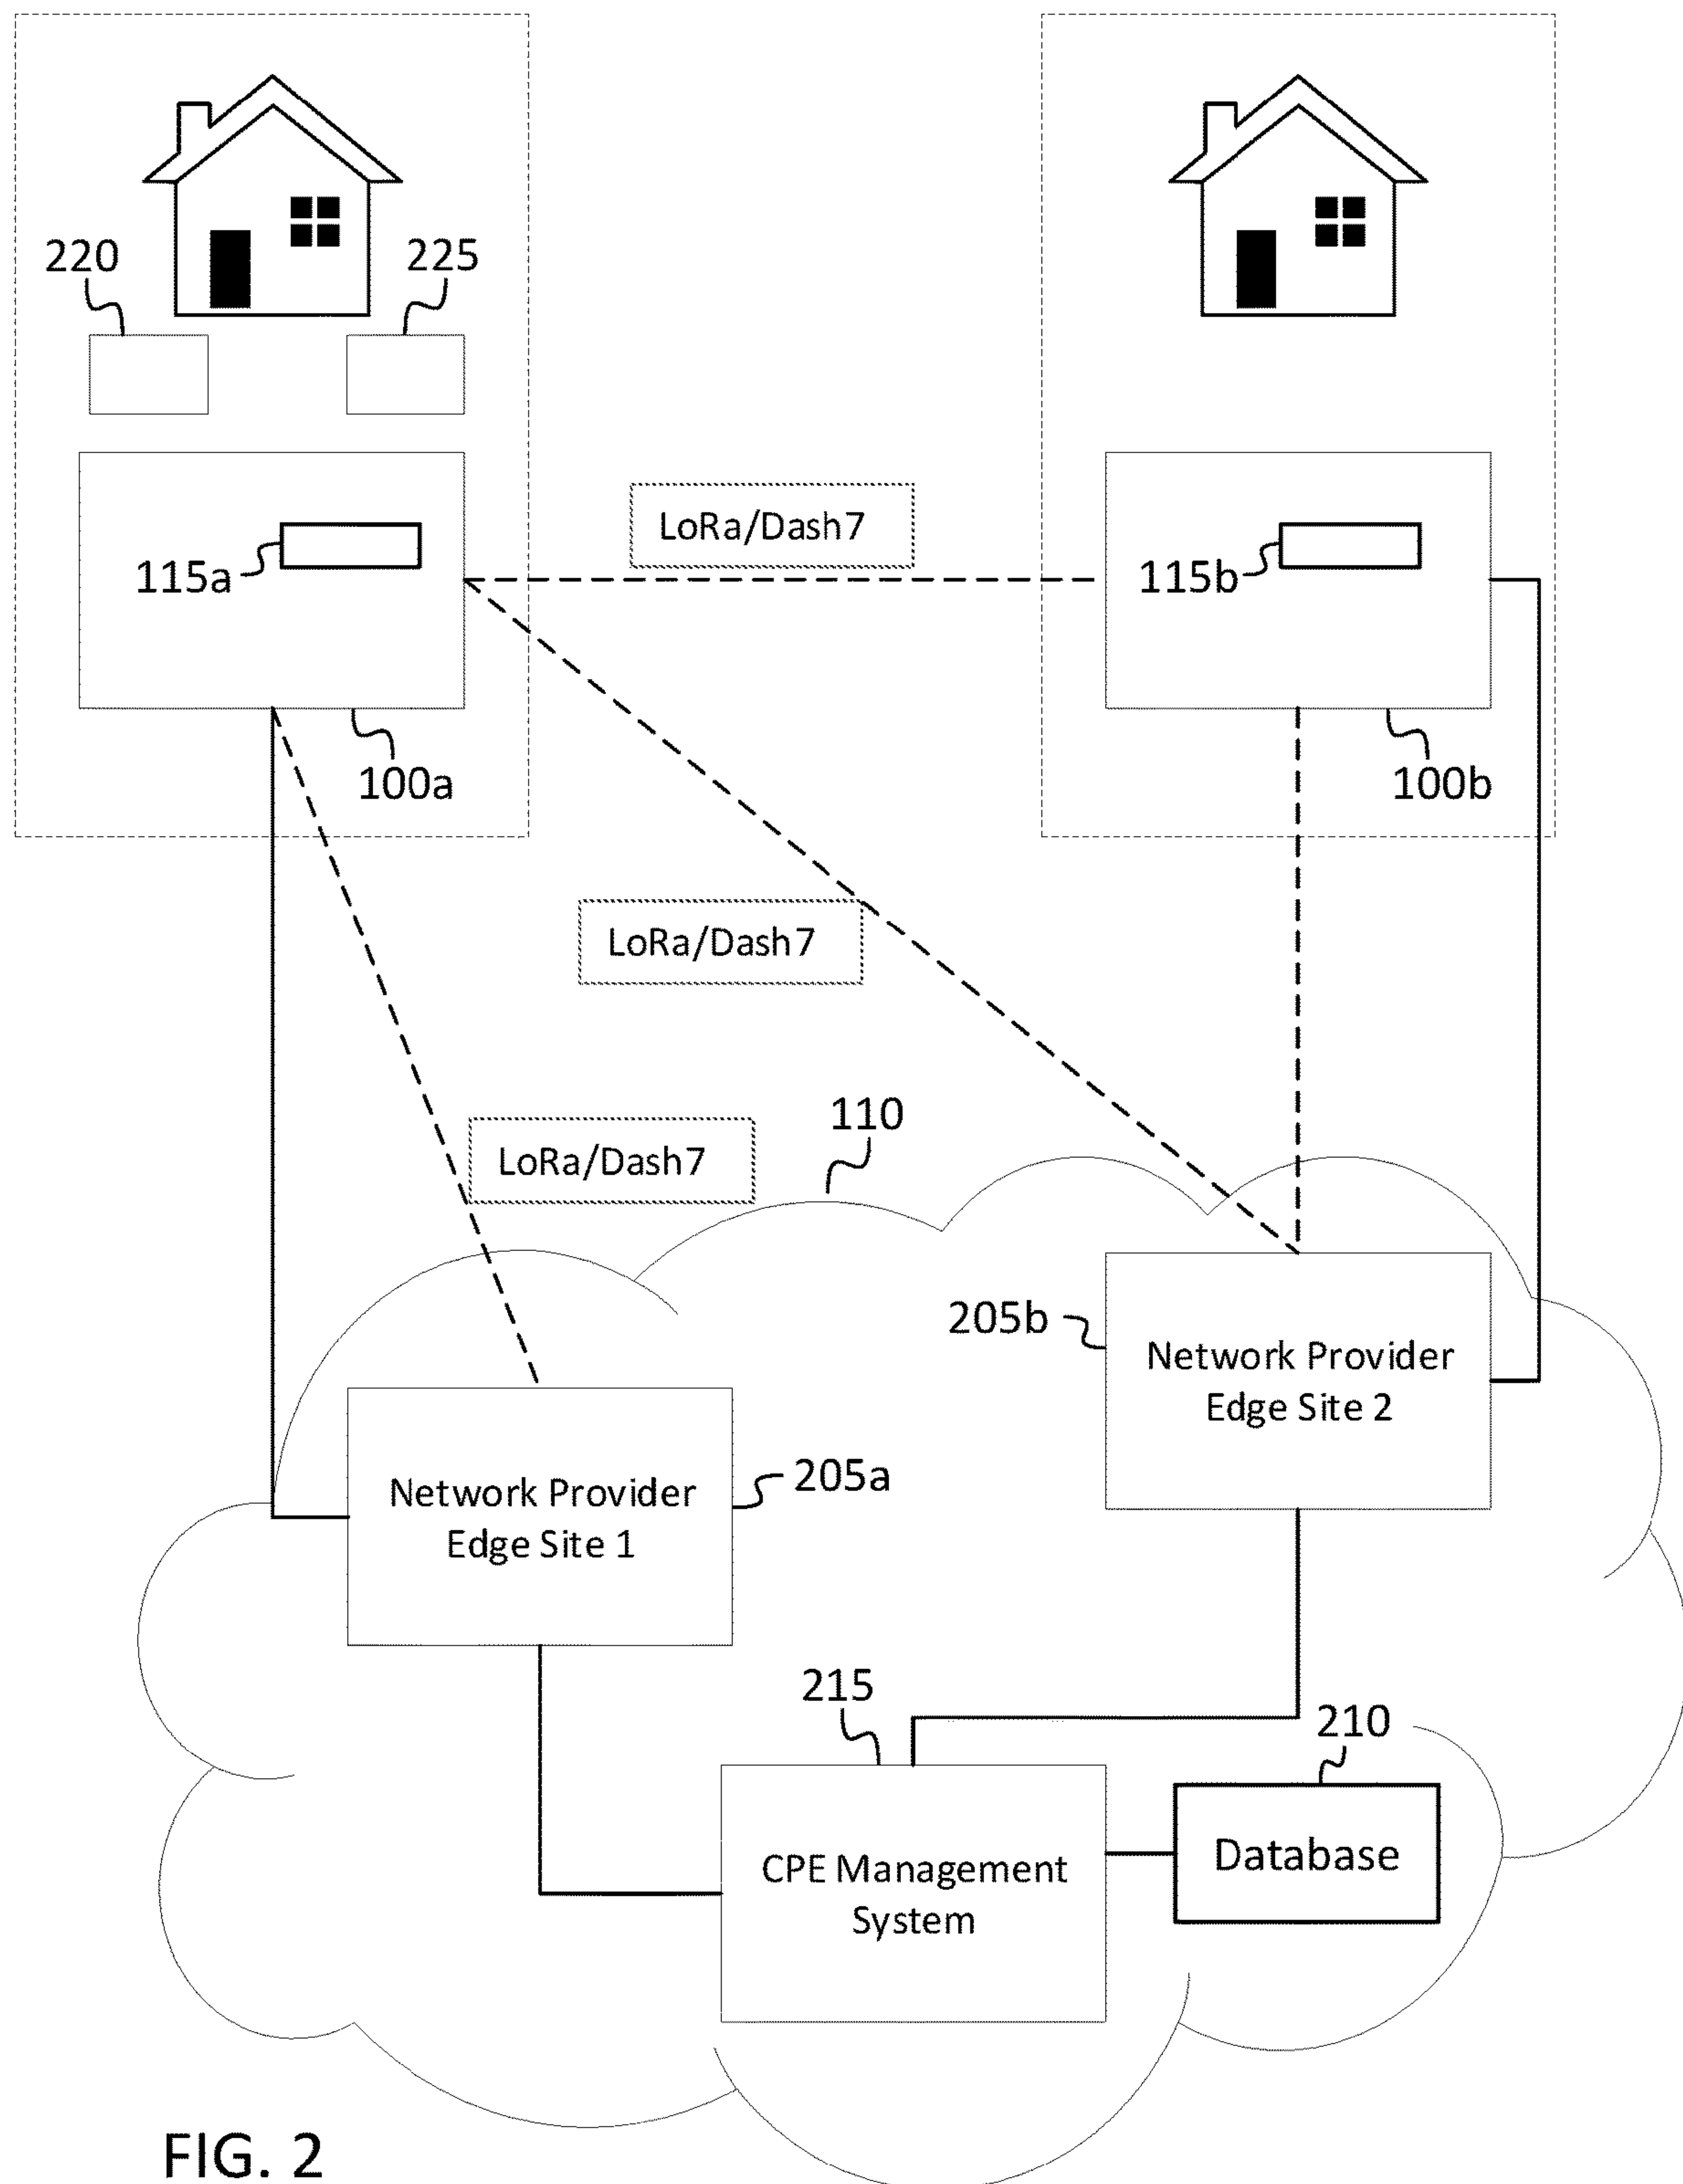 220
225
LoRa/Dash7
115a
115b
100a
100b
LoRa/Dash7
110
LoRa/Dash7
205b
Network Provider
Edge Site 2
205a
Network Provider
Edge Site 1
215
210
CPE Management
System
Database
FIG. 2